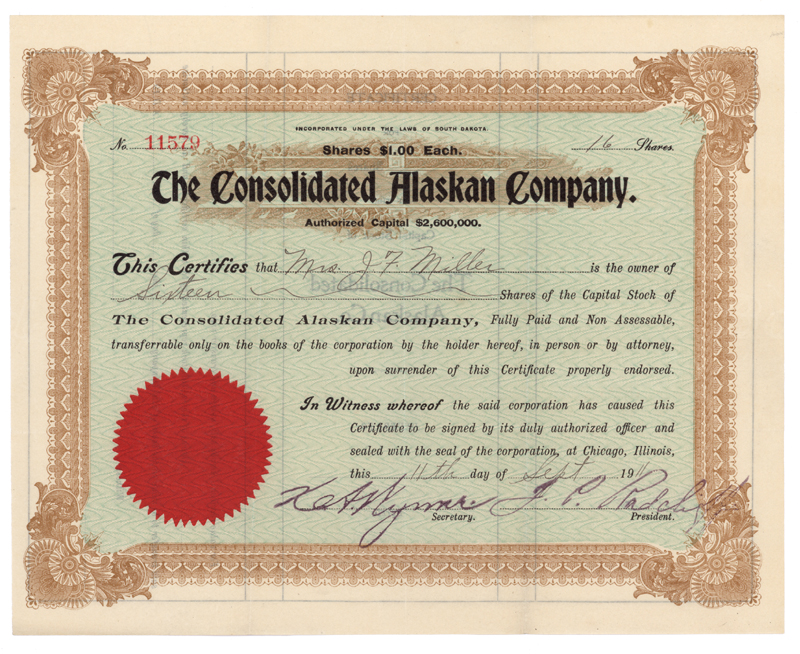 INCORPORATED UNDER THE LAWS OF SOUTH DAKOTA.
No. 11579
Shares $1.00 Each.
16 Shares.
The Consolidated Alaskan Company.
Authorized Capital $2,600,000.
This Certifies that Mrs. J F Miller is the owner of
Sixteen Shares of the Capital Stock of
The Consolidated Alaskan Company, Fully Paid and Non Assessable,
transferrable only on the books of the corporation by the holder hereof, in person or by attorney,
upon surrender of this Certificate properly endorsed.
In Witness whereof the said corporation has caused this
Certificate to be signed by its duly authorized officer and
sealed with the seal of the corporation, at Chicago, Illinois,
this 11th day of Sept 1911
Secretary. President.